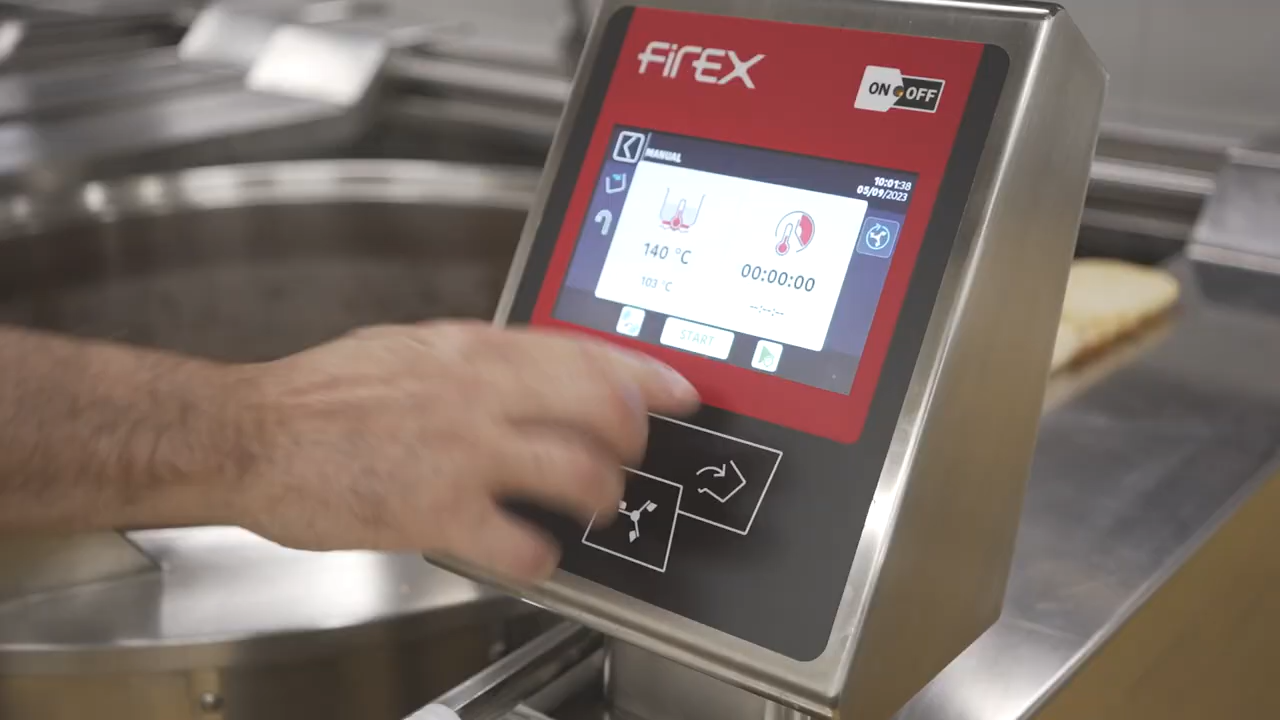 FiREX
ON OFF
MANUAL
10:01:38
05/09/2023
140 °C
103 °C
00:00:00
--:--:--
START